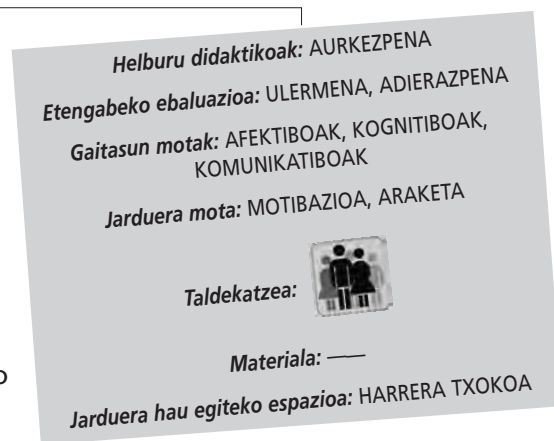 Helburu didaktikoak: AURKEZPENA
Etengabeko ebaluazioa: ULERMENA, ADIERAZPENA
Gaitasun motak: AFEKTIBOAK, KOGNITIBOAK,
KOMUNIKATIBOAK
Jarduera mota: MOTIBAZIOA, ARAKETA
Taldekatzea:
Materiala: ——
o
Jarduera hau egiteko espazioa: HARRERA TXOKOA